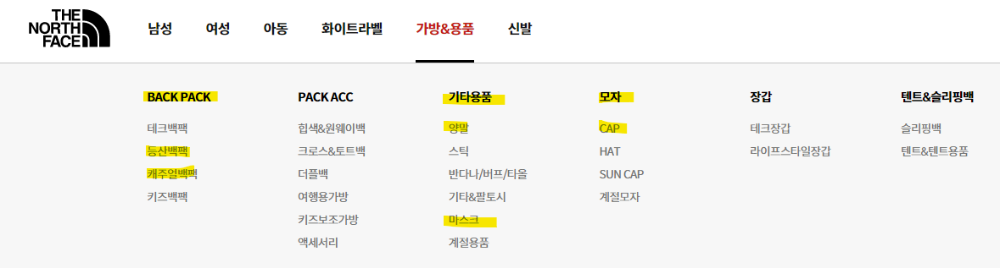 THE
NORTH
FACE
남성 여성 아동 화이트라벨 가방&용품 신발
BACK PACK
테크백팩
등산백팩
캐주얼백팩
키즈백팩
PACK ACC
힙색&원웨이백
크로스&토트백
더플백
여행용가방
키즈보조가방
액세서리
기타용품
양말
스틱
반다나/버프/타올
기타&팔토시
마스크
계절용품
모자
CAP
HAT
SUN CAP
계절모자
장갑
테크장갑
라이프스타일장갑
텐트&슬리핑백
슬리핑백
텐트&텐트용품